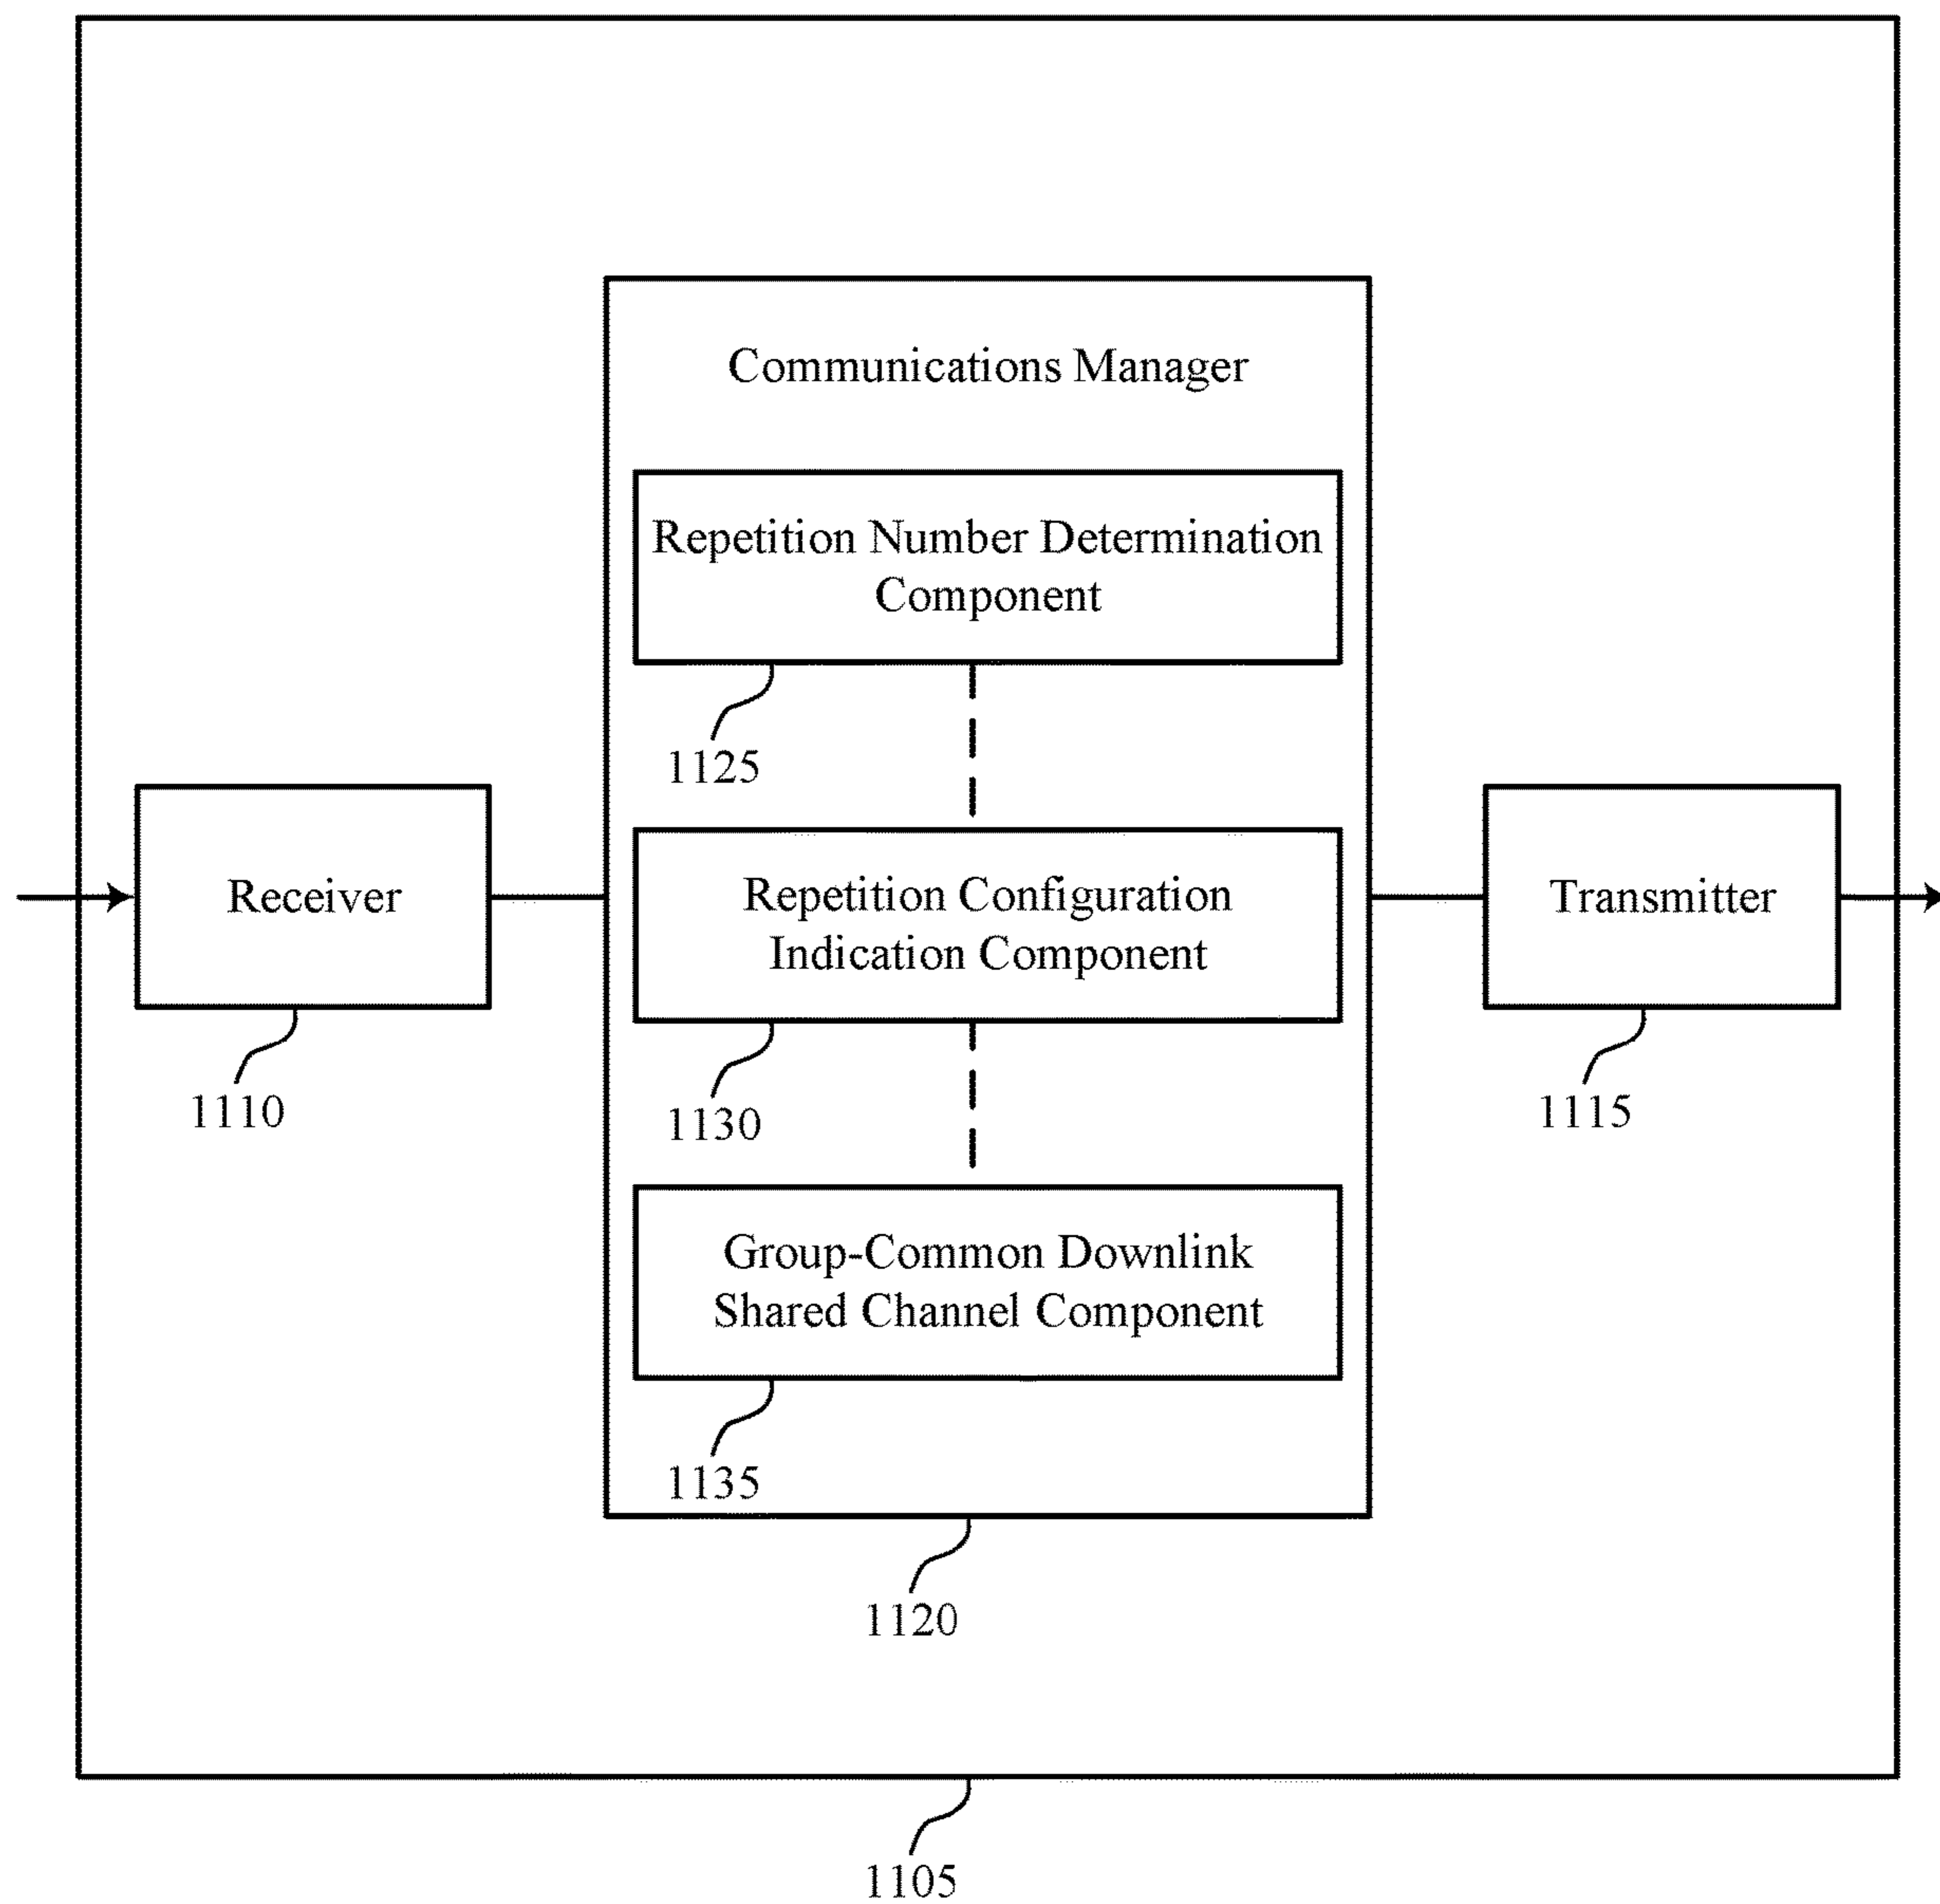 Communications Manager
Repetition Number Determination
Component
1125
Receiver
1110
Repetition Configuration
Indication Component
1130
Transmitter
1115
Group-Common Downlink
Shared Channel Component
1135
1120
1105